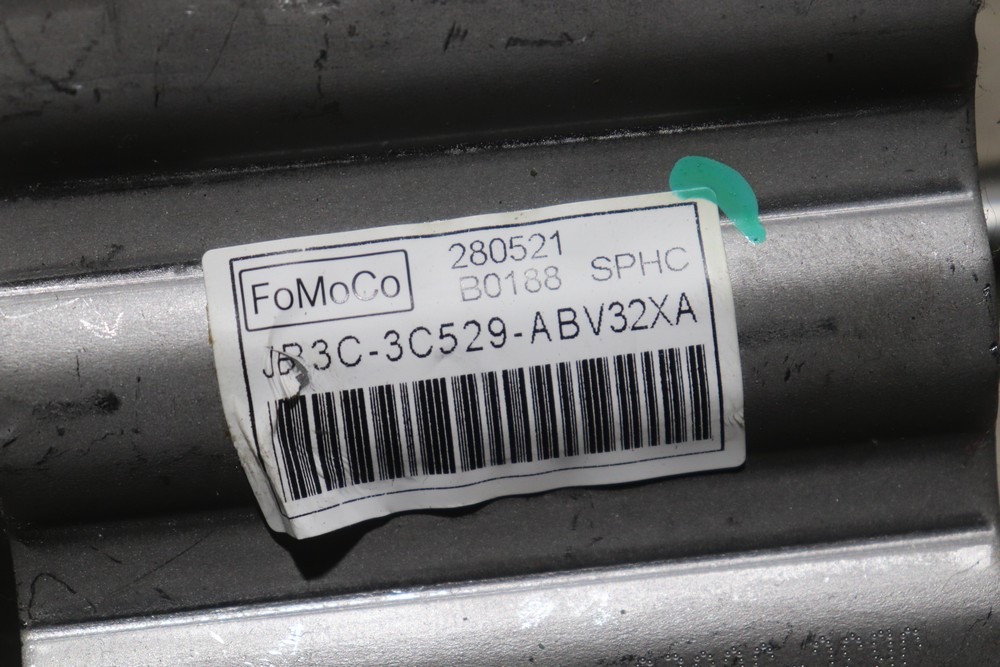 FoMoCo
280521
B0188 SPHC
JB3C-3C529-ABV32XA